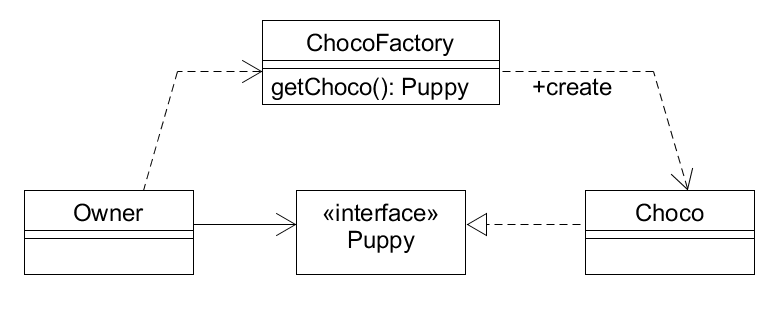 ChocoFactory
getChoco(): Puppy
+create
Owner
«interface»
Puppy
Choco